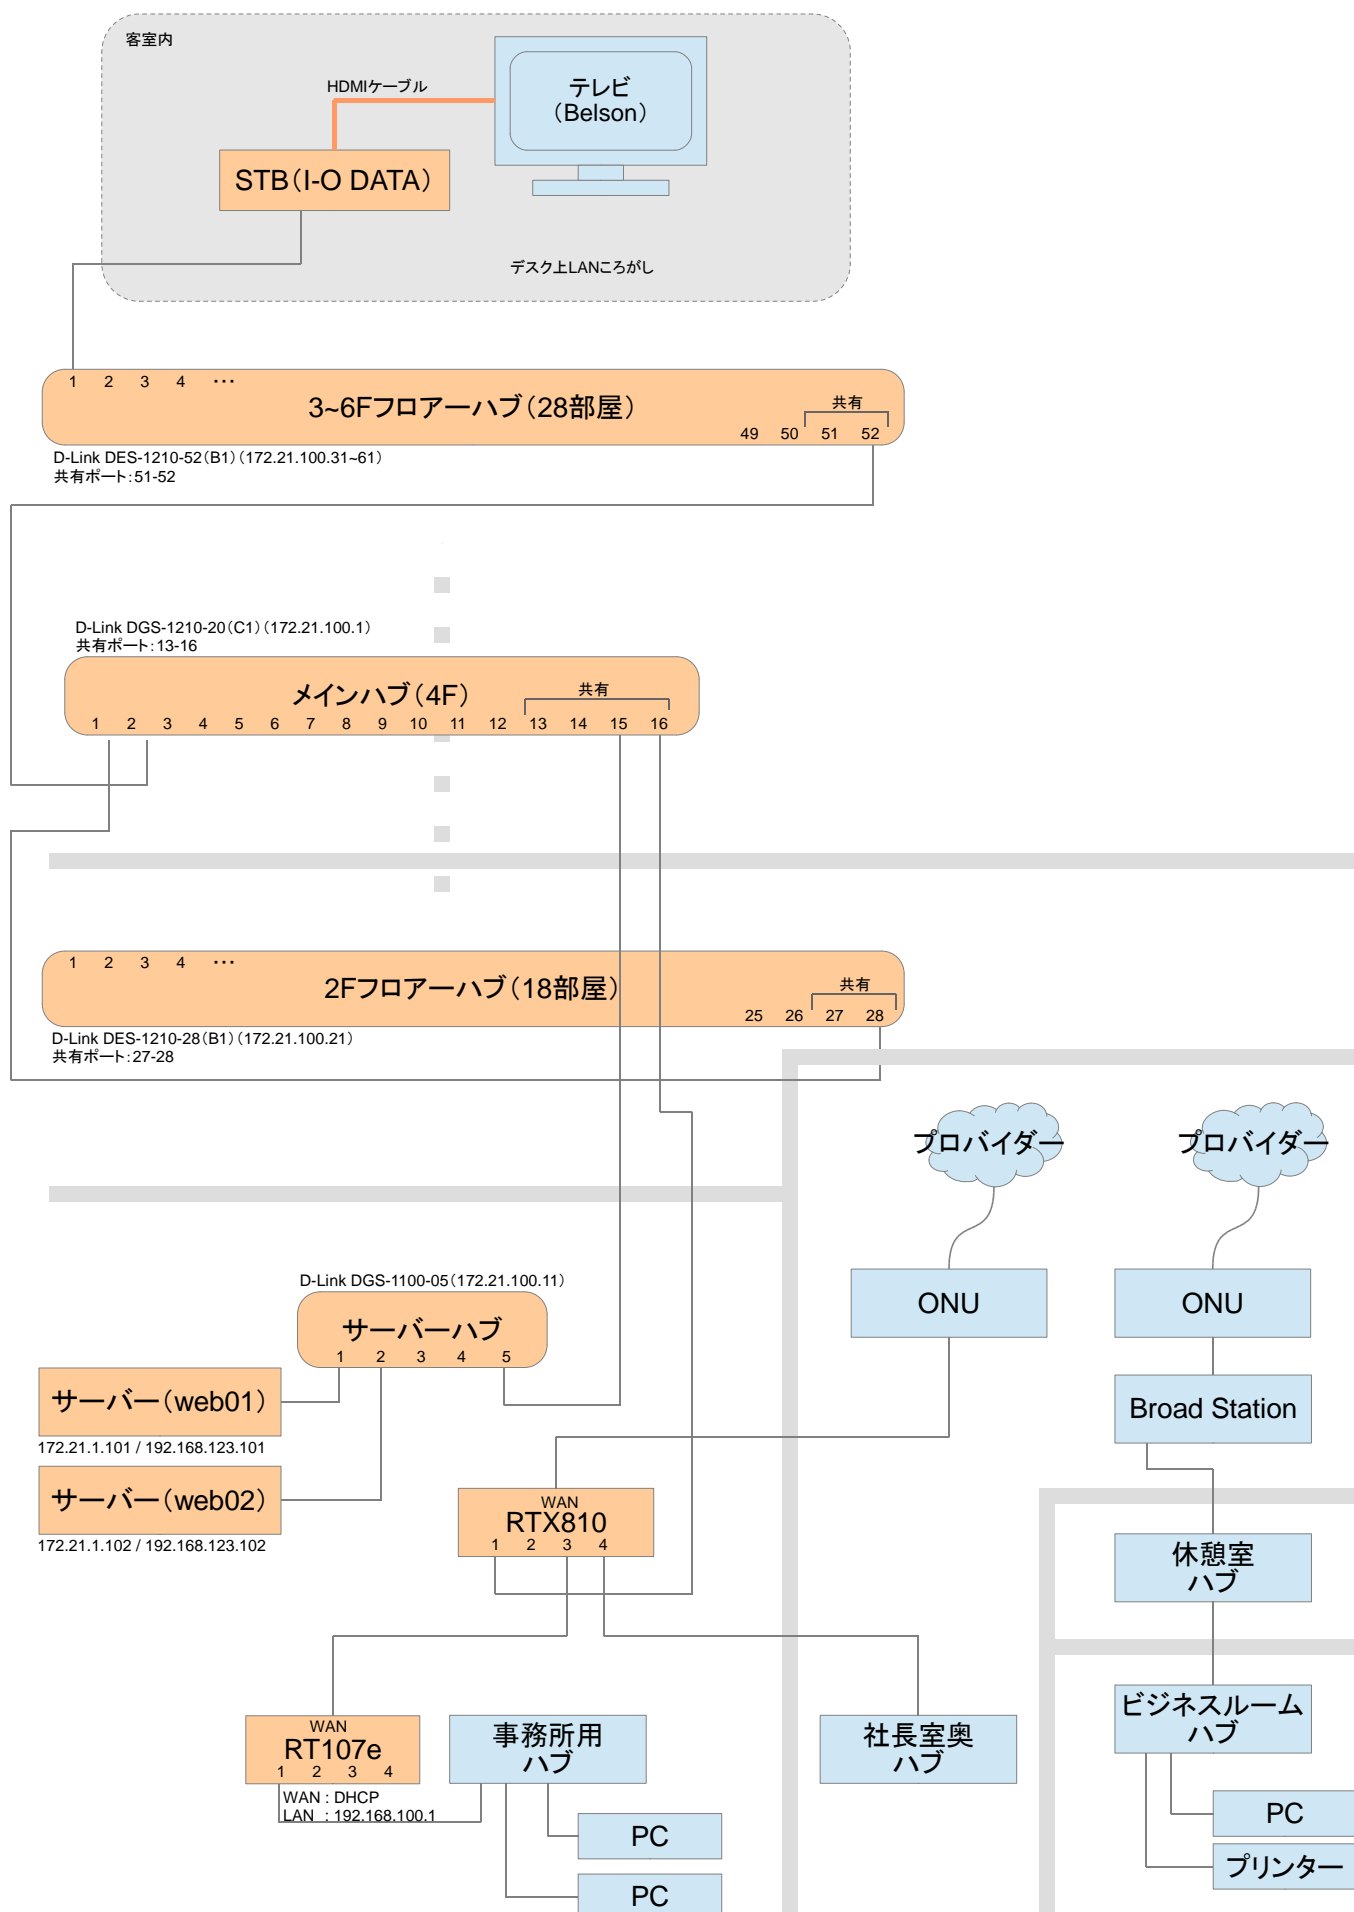 客室内
HDMIケーブル
テレビ
（Belson）
STB（I-O DATA）
デスク上LANころがし
1 2 3 4 ･･･
3~6Fフロアーハブ（28部屋）
共有
49 50 51 52
D-Link DES-1210-52（B1）（172.21.100.31~61）
共有ポート：51-52
D-Link DGS-1210-20（C1）（172.21.100.1）
共有ポート：13-16
メインハブ（4F）
共有
1 2 3 4 5 6 7 8 9 10 11 12 13 14 15 16
1 2 3 4 ･･･
2Fフロアーハブ（18部屋）
共有
25 26 27 28
D-Link DES-1210-28（B1）（172.21.100.21）
共有ポート：27-28
プロバイダー
プロバイダー
ONU
ONU
D-Link DGS-1100-05（172.21.100.11）
サーバーハブ
1 2 3 4 5
サーバー（web01）
172.21.1.101 / 192.168.123.101
サーバー（web02）
172.21.1.102 / 192.168.123.102
Broad Station
WAN
RTX810
1 2 3 4
休憩室
ハブ
WAN
RT107e
1 2 3 4
WAN : DHCP
LAN : 192.168.100.1
事務所用
ハブ
社長室奥
ハブ
ビジネスルーム
ハブ
PC
PC
PC
プリンター